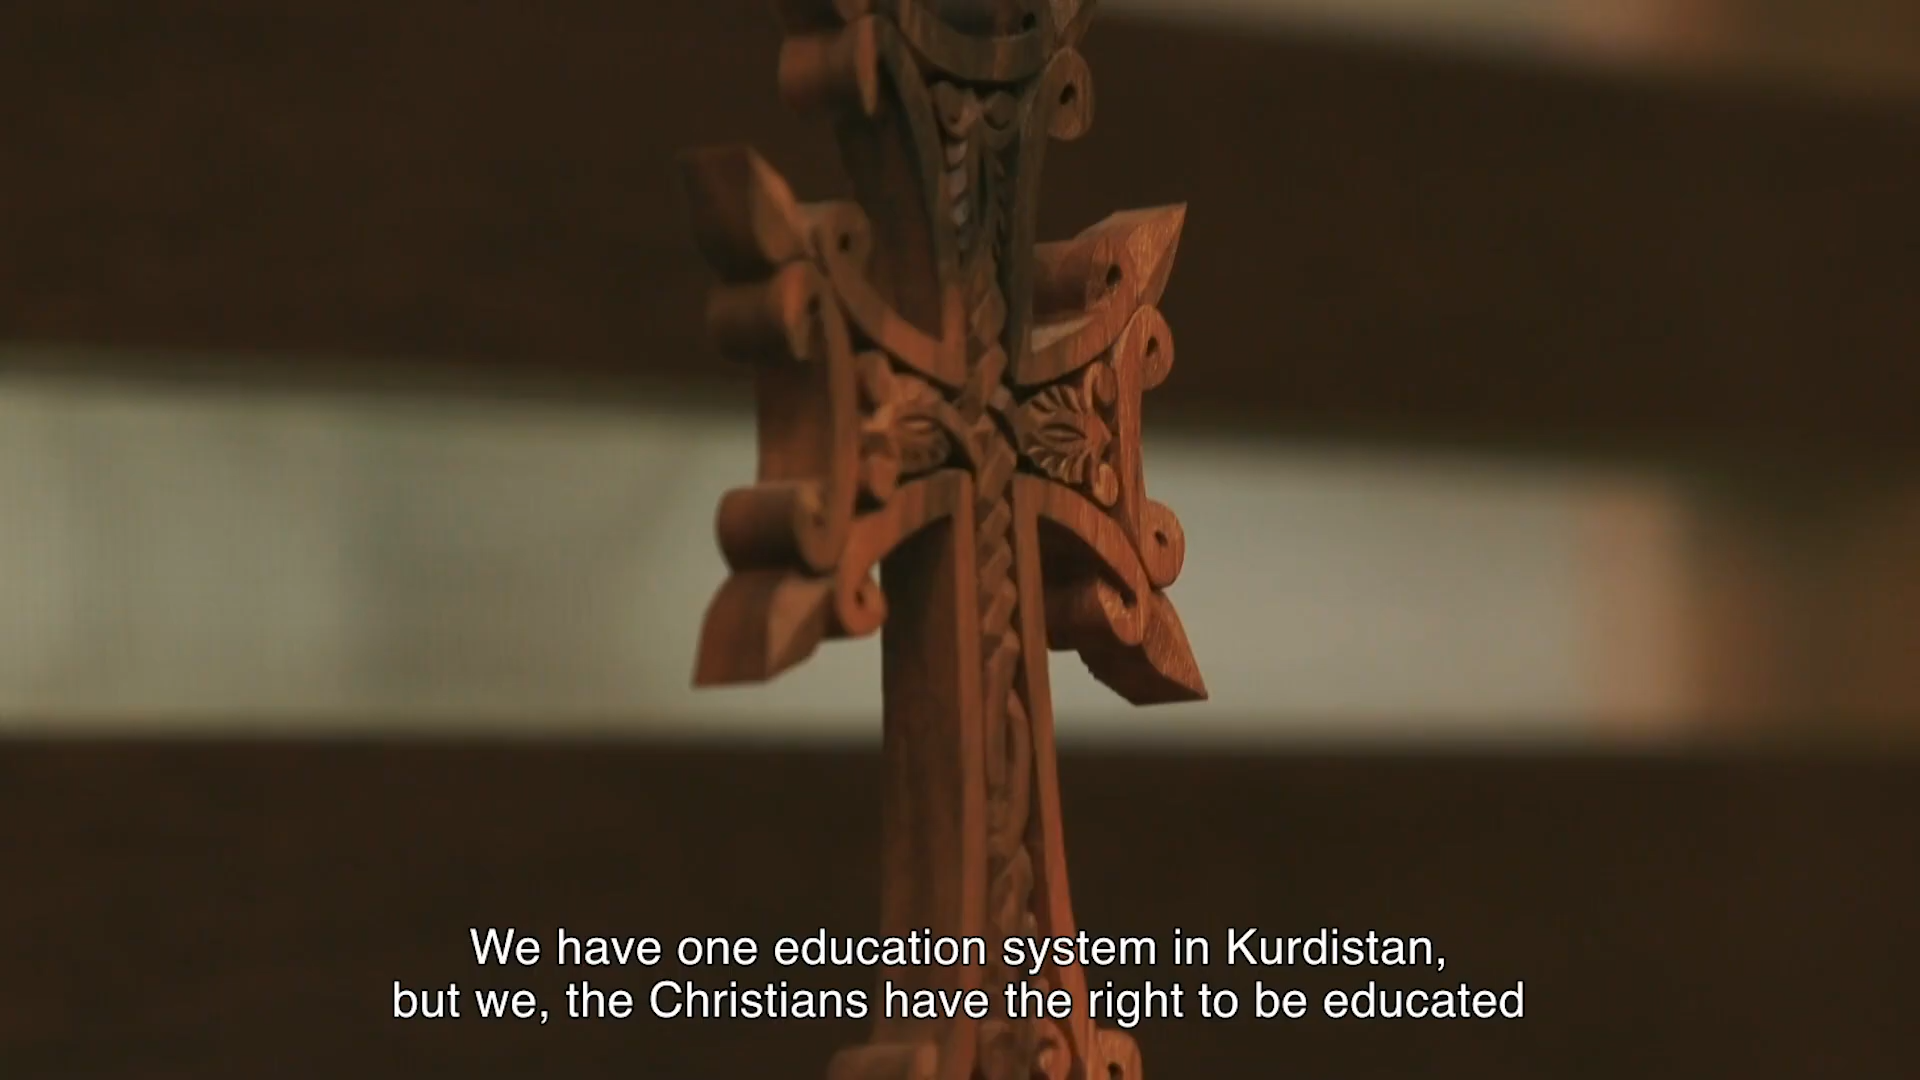 We have one education system in Kurdistan,
but we, the Christians have the right to be educated